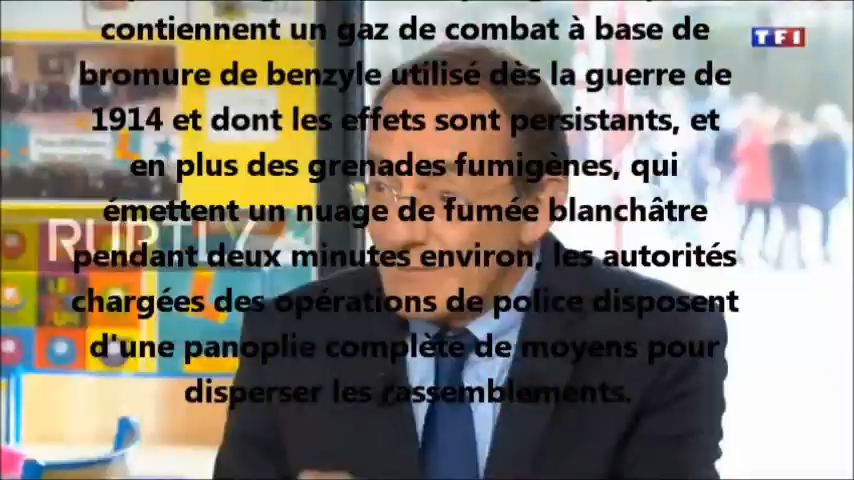 contiennent un gaz de combat à base de
bromure de benzyle utilisé dès la guerre de
1914 et dont les effets sont persistants, et
en plus des grenades fumigènes, qui
émettent un nuage de fumée blanchâtre
pendant deux minutes environ, les autorités
chargées des opérations de police disposent
d'une panoplie complète de moyens pour
disperser les rassemblements.
TF1
RUPTLY